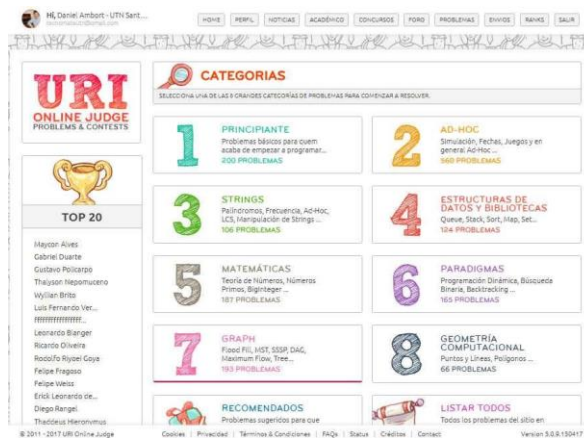 Hi, Daniel Ambort - UTN Sant...
HOME PERFIL NOTICIAS ACADÉMICO CONCURSOS FORO PROBLEMAS ENVIOS RANKS SALIR
URI
ONLINE JUDGE
PROBLEMS & CONTESTS
CATEGORIAS
SELECCIONA UNA DE LAS 8 GRANDES CATEGORÍAS DE PROBLEMAS PARA COMENZAR A RESOLVER.
1
PRINCIPIANTE
Problemas básicos para quem
acaba de empezar a programar...
200 PROBLEMAS
2
AD-HOC
Simulación, Fechas, Juegos y en
general Ad-Hoc ...
560 PROBLEMAS
3
STRINGS
Palíndromos, Frecuencia, Ad-Hoc,
LCS, Manipulación de Strings ...
106 PROBLEMAS
4
ESTRUCTURAS DE
DATOS Y BIBLIOTECAS
Queue, Stack, Sort, Map, Set...
124 PROBLEMAS
5
MATEMÁTICAS
Teoría de Números, Números
Primos, BigInteger ...
187 PROBLEMAS
6
PARADIGMAS
Programación Dinámica, Búsqueda
Binaria, Backtracking ...
165 PROBLEMAS
7
GRAPH
Flood Fill, MST, SSSP, DAG,
Maximum Flow, Tree...
193 PROBLEMAS
8
GEOMETRÍA
COMPUTACIONAL
Puntos y Líneas, Polígonos ...
66 PROBLEMAS
RECOMENDADOS
Problemas sugeridos para que
LISTAR TODOS
Todos los problemas del sitio en
TOP 20
Maycon Alves
Gabriel Duarte
Gustavo Policarpo
Thalyson Nepomuceno
Wyllian Brito
Luis Fernando Ver...
Leonardo Blanger
Ricardo Oliveira
Rodolfo Riyoei Goya
Felipe Fragoso
Felipe Weiss
Erick Leonardo de...
Diego Rangel
Thaddeus Hieronymus
© 2011 - 2017 URI Online Judge
Cookies | Privacidad | Términos & Condiciones | FAQs | Status | Créditos | Contact